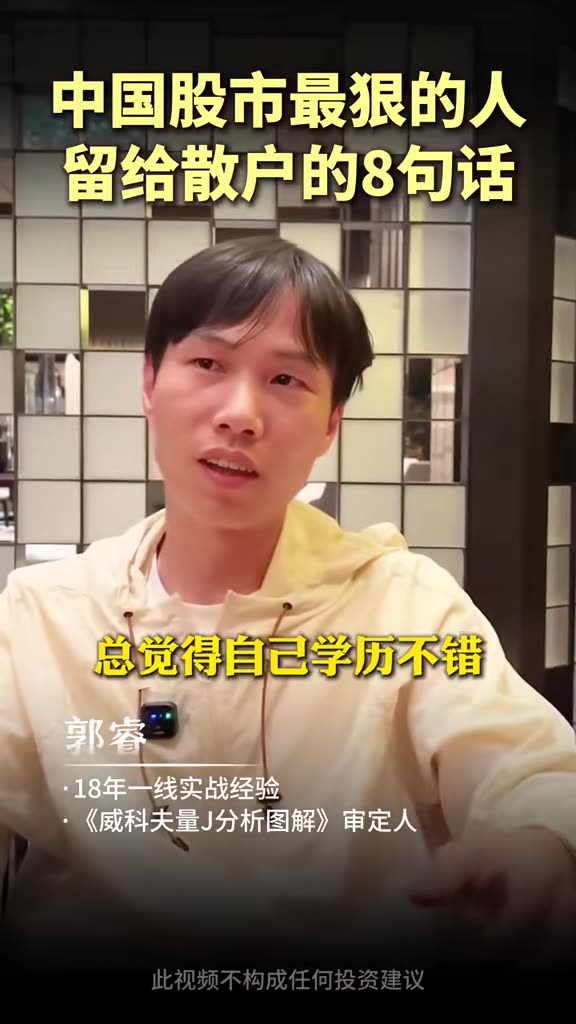 中国股市最狠的人
留给散户的8句话
总觉得自己学历不错
郭睿
·18年一线实战经验
·《威科夫量J分析图解》审定人
此视频不构成任何投资建议